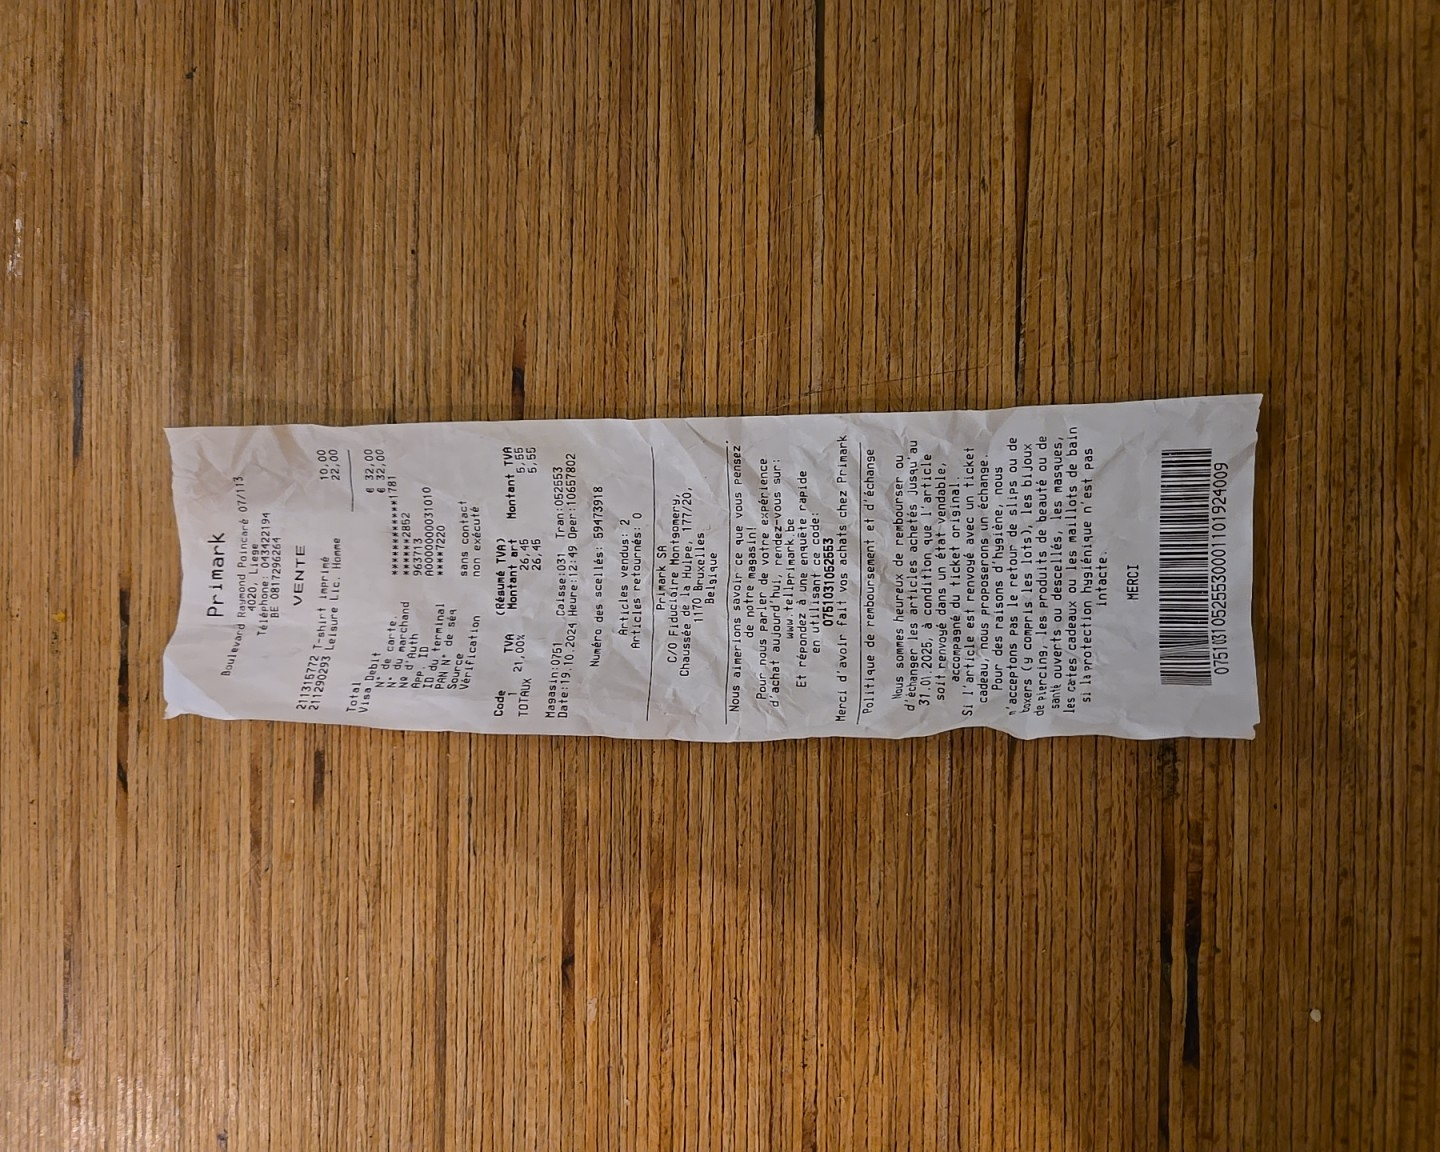 Primark
Boulevard Raymond Poincaré 07/113
4020, Liege
Téléphone: 043422194
BE 0817296264
VENTE
211315772 T-shirt imprimé 10,00
211290293 Leisure Lic. Homme 22,00
Total € 32,00
Visa Debit € 32,00
N° de carte. ************1781
N° du marchand ******2852
N° d'Auth 963713
App. ID A0000000031010
ID du terminal ****7220
PAN N° de séq
Source sans contact
Vérification non exécuté
(Résumé TVA)
Code TVA Montant art Montant TVA
1 21,00% 26,45 5,55
TOTAUX 26,45 5,55
Magasin:0751 Caisse:031 Tran:052553
Date:19.10.2024 Heure:12:49 Oper:10657802
Numéro des scellés: 59473918
Articles vendus: 2
Articles retournés: 0
Primark SA
C/O Fiduciaire Montgomery,
Chaussée de la Hulpe, 177/20,
1170 Bruxelles
Belgique
Nous aimerions savoir ce que vous pensez
de notre magasin!
Pour nous parler de votre expérience
d'achat aujourd'hui, rendez-vous sur:
www.tellprimark.be
Et répondez à une enquête rapide
en utilisant ce code:
0751031052553
Merci d'avoir fait vos achats chez Primark
Politique de remboursement et d'échange
Nous sommes heureux de rembourser ou
d'échanger les articles achetés jusqu'au
31.01.2025, à condition que l'article
soit renvoyé dans un état vendable,
accompagné du ticket original.
Si l'article est renvoyé avec un ticket
cadeau, nous proposerons un échange.
Pour des raisons d'hygiène, nous
n'acceptons pas le retour de slips ou de
boxers (y compris les lots), les bijoux
de piercing, les produits de beauté ou de
santé ouverts ou descellés, les masques,
les cartes cadeaux ou les maillots de bain
si la protection hygiénique n'est pas
intacte.
MERCI
075103105255300011019 24009